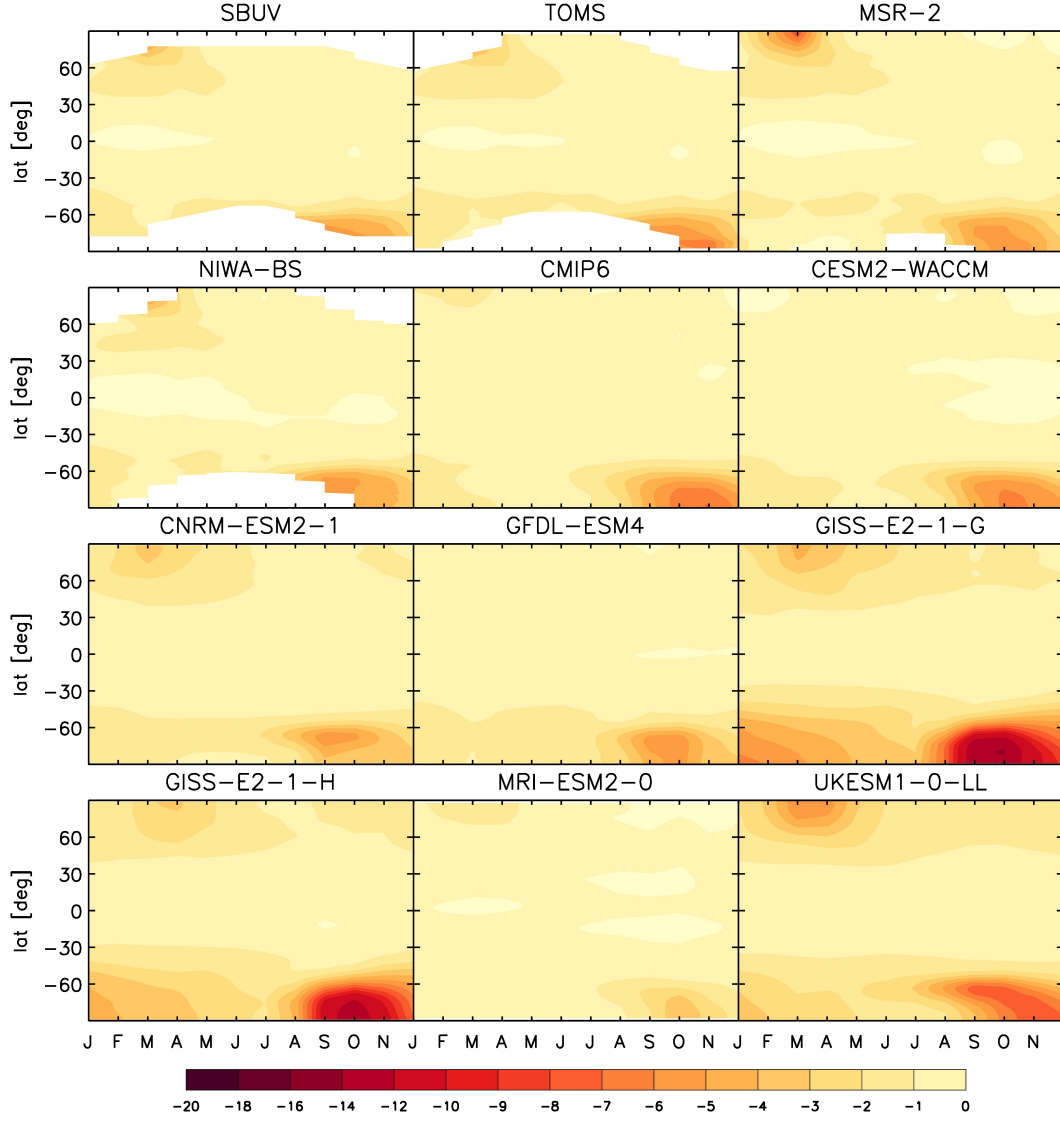 SBUV TOMS MSR-2
60
30
0
-30
-60
lat [deg]
NIWA-BS CMIP6 CESM2-WACCM
60
30
0
-30
-60
lat [deg]
CNRM-ESM2-1 GFDL-ESM4 GISS-E2-1-G
60
30
0
-30
-60
lat [deg]
GISS-E2-1-H MRI-ESM2-0 UKESM1-0-LL
60
30
0
-30
-60
lat [deg]
J F M A M J J A S O N J F M A M J J A S O N J F M A M J J A S O N
-20 -18 -16 -14 -12 -10 -9 -8 -7 -6 -5 -4 -3 -2 -1 0